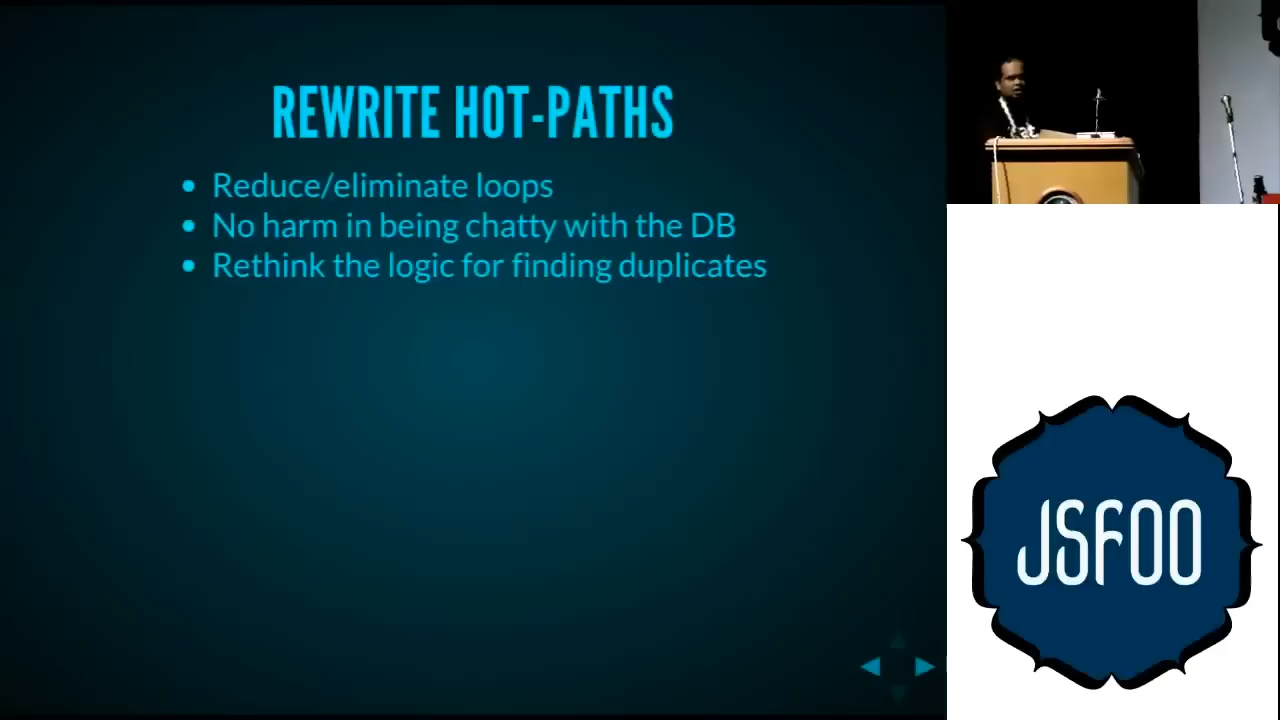 REWRITE HOT-PATHS
Reduce/eliminate loops
No harm in being chatty with the DB
Rethink the logic for finding duplicates
JSFOO